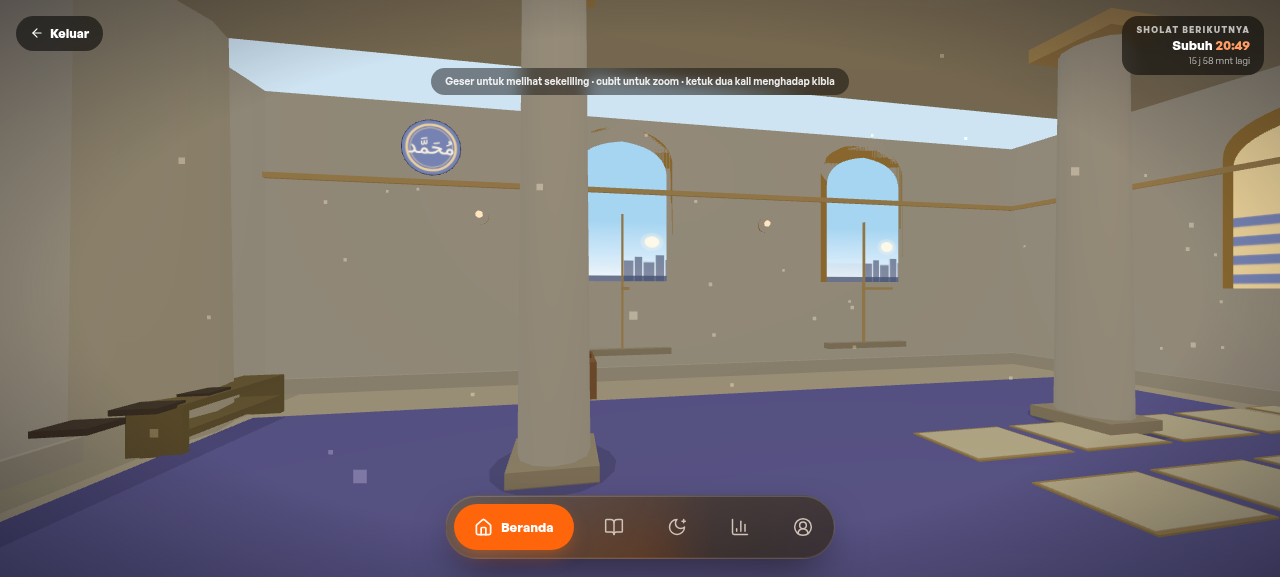 Keluar
SHOLAT BERIKUTNYA
Subuh 20:49
15 j 58 mnt lagi
Geser untuk melihat sekeliling · cubit untuk zoom · ketuk dua kali menghadap kibla
مُحَمَّد
Beranda